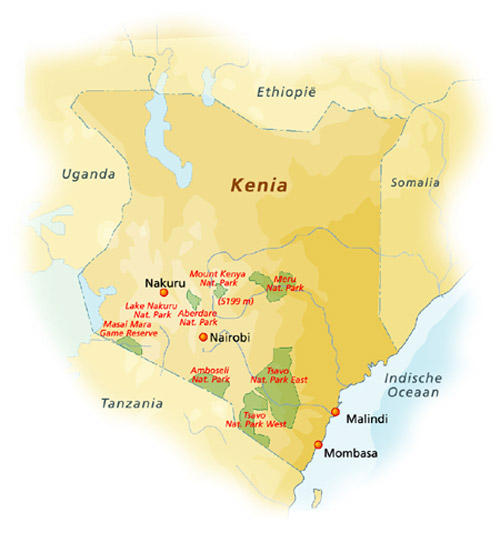 Ethiopië
Uganda
Kenia
Somalia
Mount Kenya
Nat. Park
(5199 m)
Meru
Nat. Park
Nakuru
Lake Nakuru
Nat. Park
Aberdare
Nat. Park
Masai Mara
Game Reserve
Nairobi
Amboseli
Nat. Park
Tsavo
Nat. Park East
Indische
Oceaan
Tanzania
Tsavo
Nat. Park West
Malindi
Mombasa